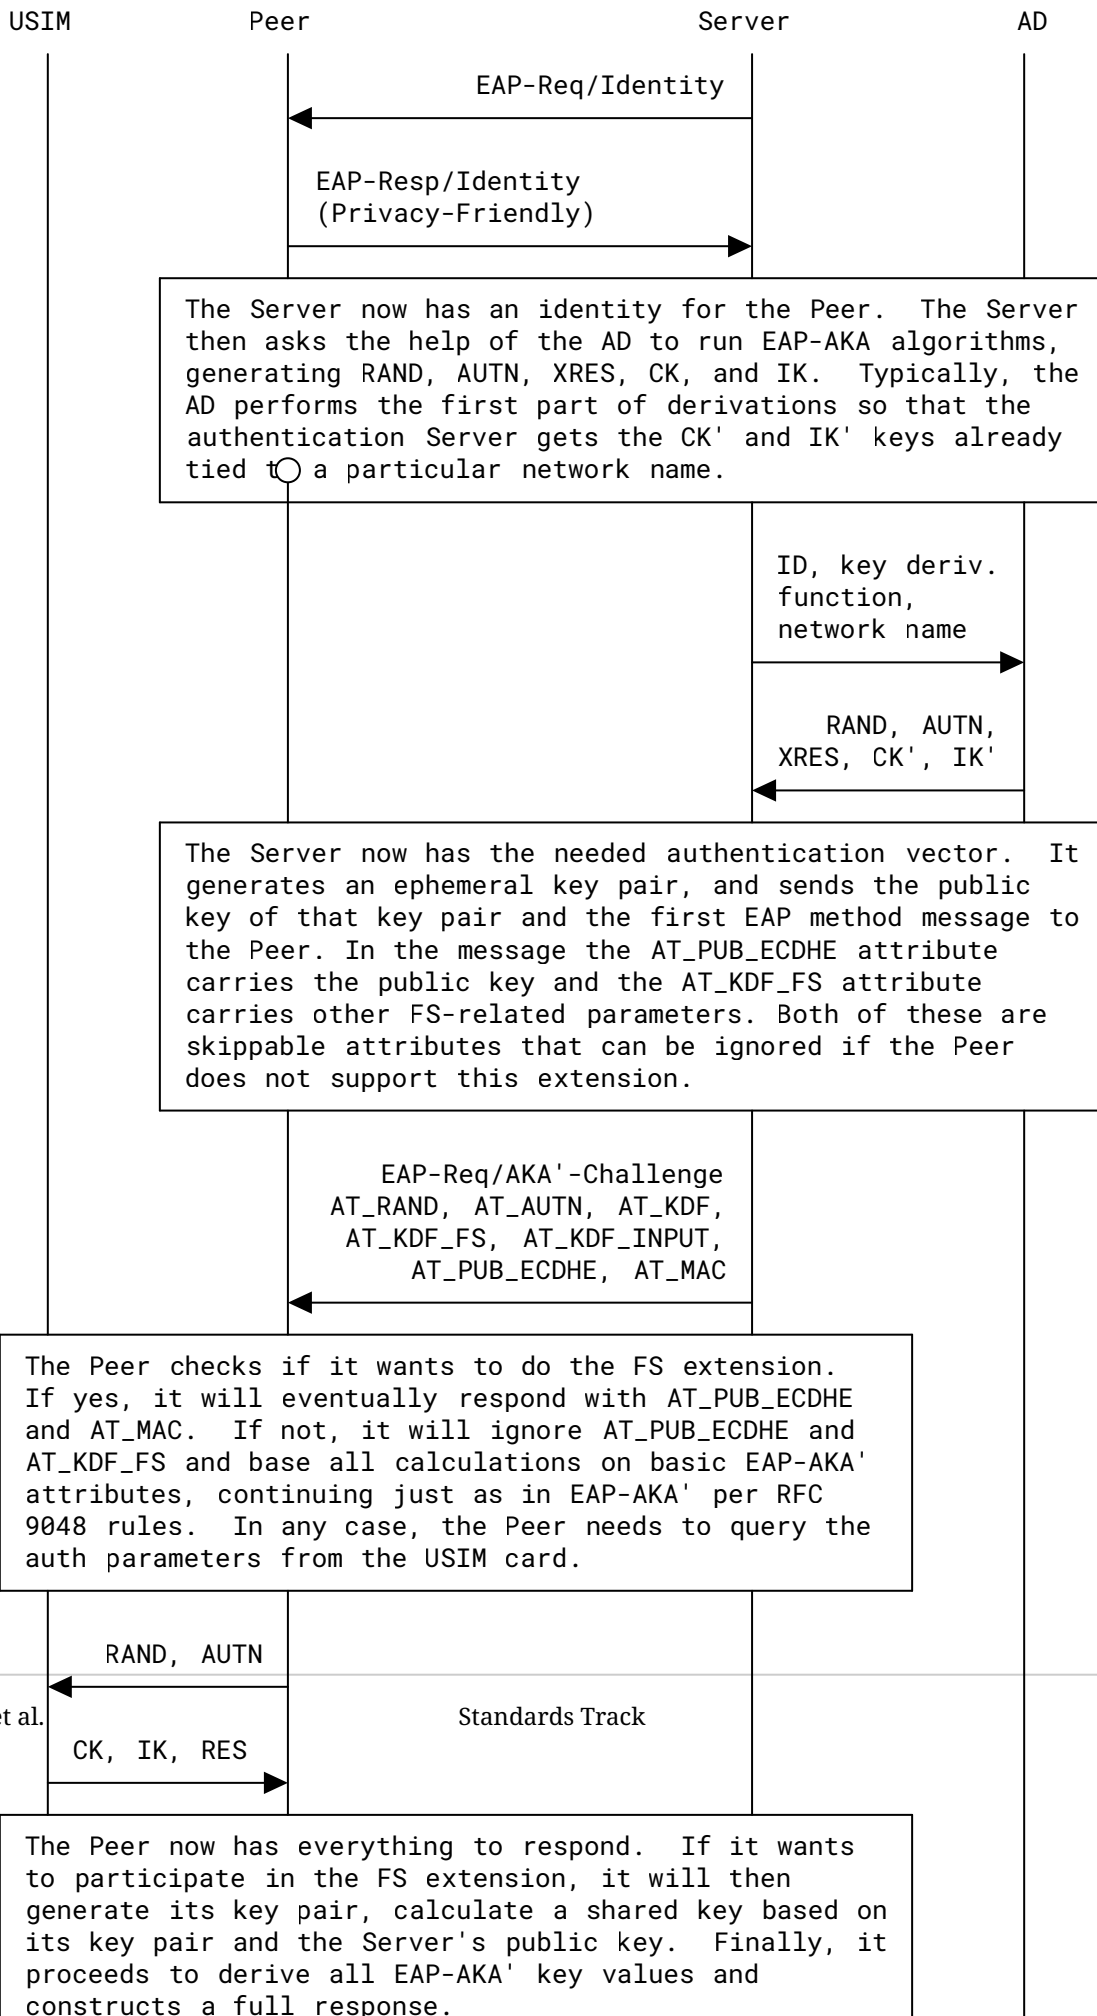 USIM Peer Server AD
EAP-Req/Identity
EAP-Resp/Identity
(Privacy-Friendly)
The Server now has an identity for the Peer.  The Server
then asks the help of the AD to run EAP-AKA algorithms,
generating RAND, AUTN, XRES, CK, and IK.  Typically, the
AD performs the first part of derivations so that the
authentication Server gets the CK' and IK' keys already
tied to a particular network name.
ID, key deriv.
function,
network name
RAND, AUTN,
XRES, CK', IK'
The Server now has the needed authentication vector.  It
generates an ephemeral key pair, and sends the public
key of that key pair and the first EAP method message to
the Peer. In the message the AT_PUB_ECDHE attribute
carries the public key and the AT_KDF_FS attribute
carries other FS-related parameters. Both of these are
skippable attributes that can be ignored if the Peer
does not support this extension.
EAP-Req/AKA'-Challenge
AT_RAND, AT_AUTN, AT_KDF,
AT_KDF_FS, AT_KDF_INPUT,
AT_PUB_ECDHE, AT_MAC
The Peer checks if it wants to do the FS extension.
If yes, it will eventually respond with AT_PUB_ECDHE
and AT_MAC.  If not, it will ignore AT_PUB_ECDHE and
AT_KDF_FS and base all calculations on basic EAP-AKA'
attributes, continuing just as in EAP-AKA' per RFC
9048 rules.  In any case, the Peer needs to query the
auth parameters from the USIM card.
RAND, AUTN
et al. Standards Track
CK, IK, RES
The Peer now has everything to respond.  If it wants
to participate in the FS extension, it will then
generate its key pair, calculate a shared key based on
its key pair and the Server's public key.  Finally, it
proceeds to derive all EAP-AKA' key values and
constructs a full response.